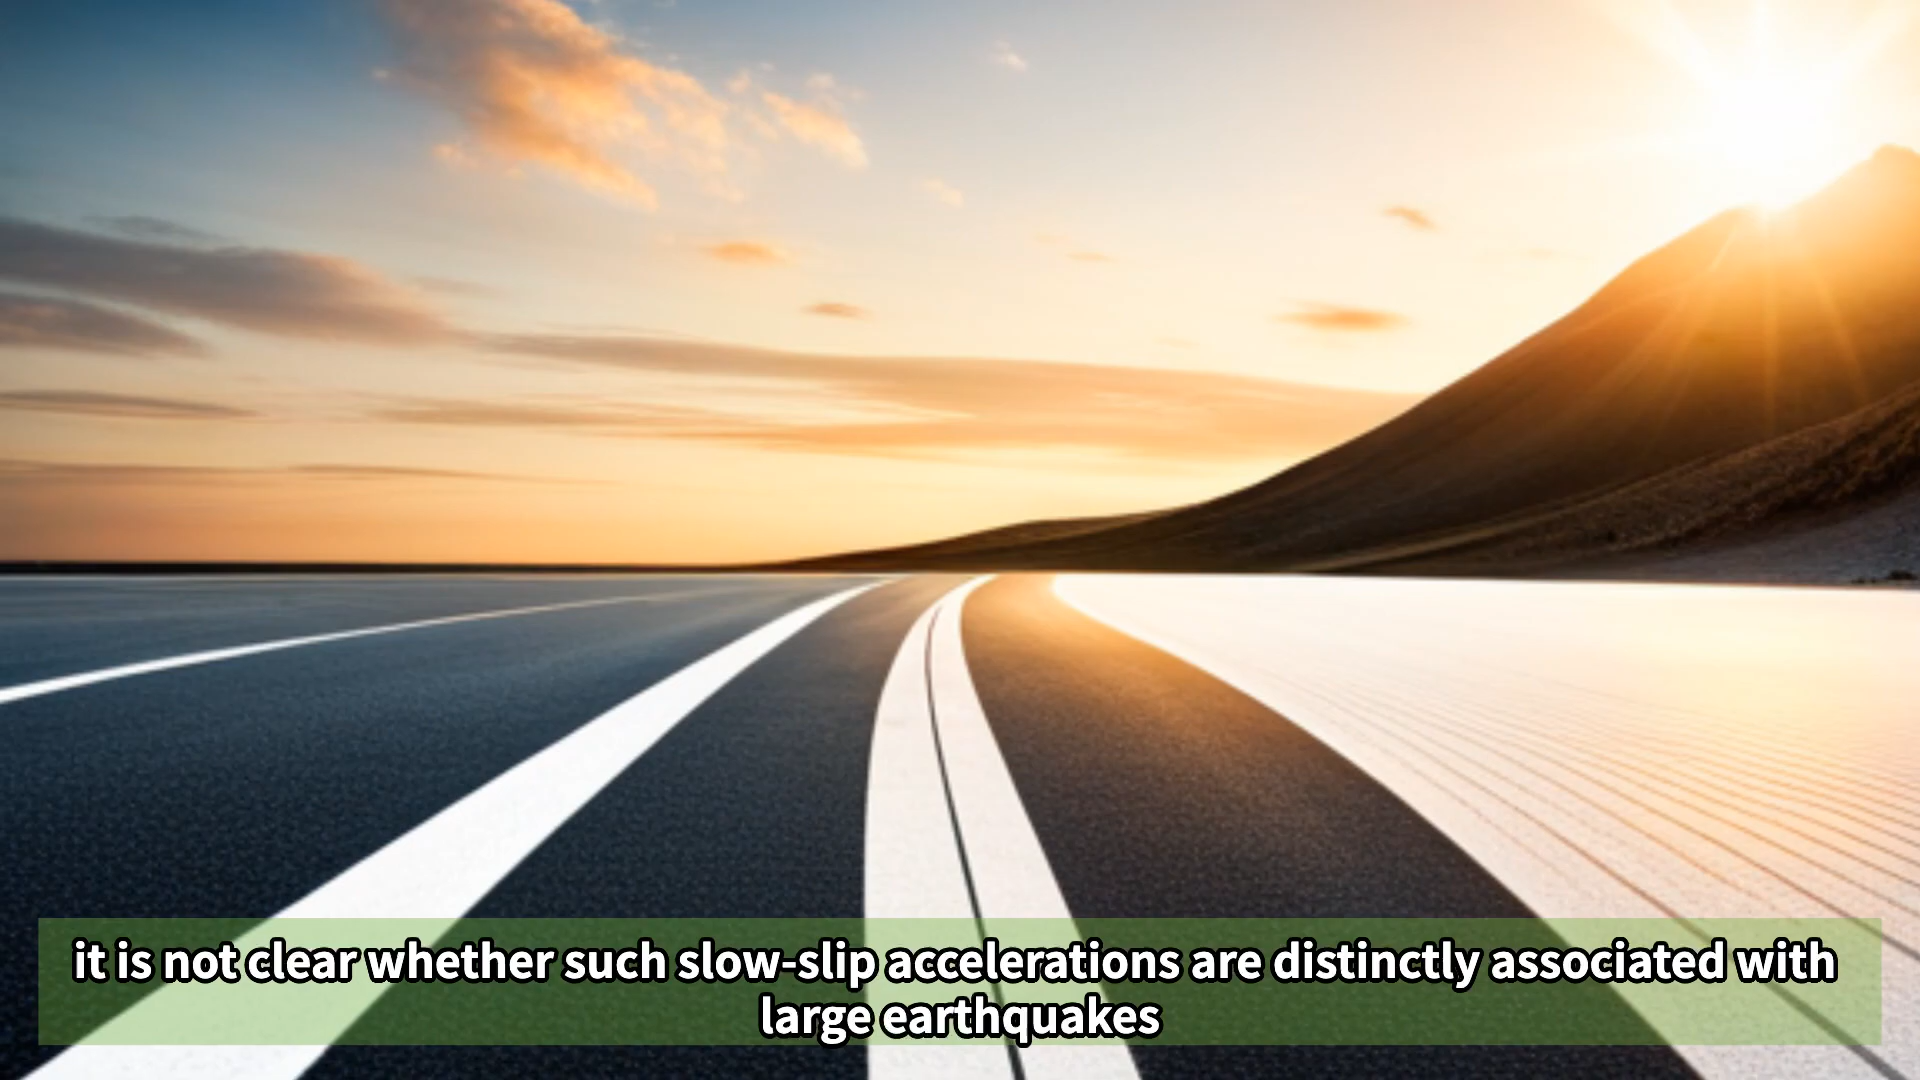 it is not clear whether such slow-slip accelerations are distinctly associated with
large earthquakes